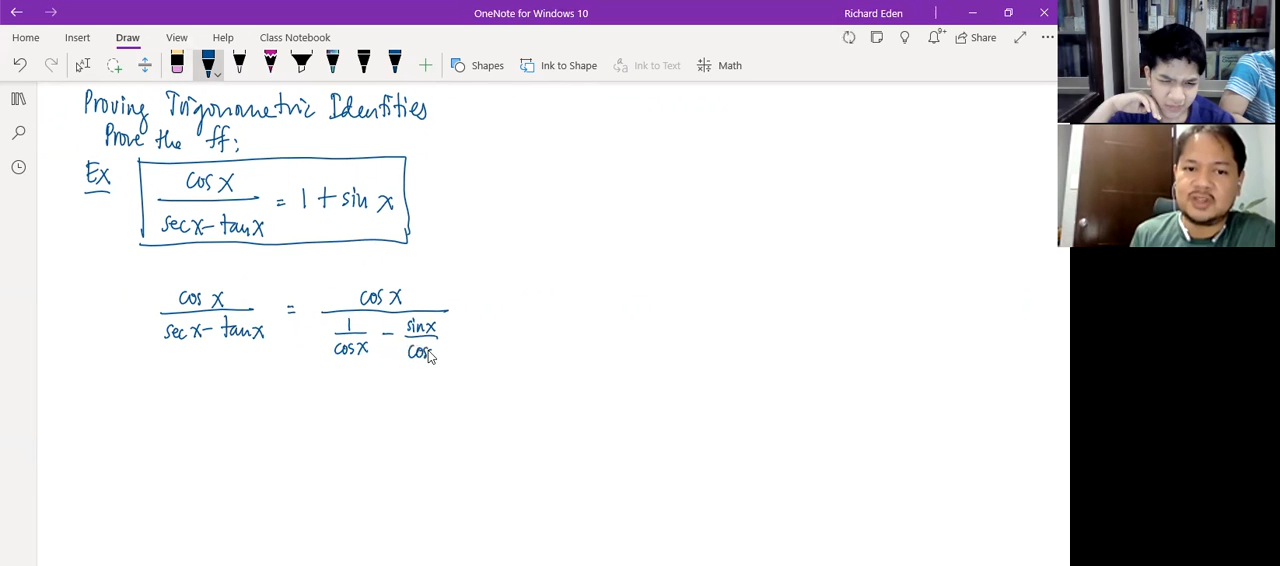 OneNote for Windows 10
Richard Eden
Home Insert Draw View Help Class Notebook
Share
Shapes Ink to Shape Ink to Text Math
Proving Trigonometric Identities
Prove the ff:
Ex
cos x / (sec x - tan x) = 1 + sin x
cos x / (sec x - tan x) = cos x / (1 / cos x - sin x / cos